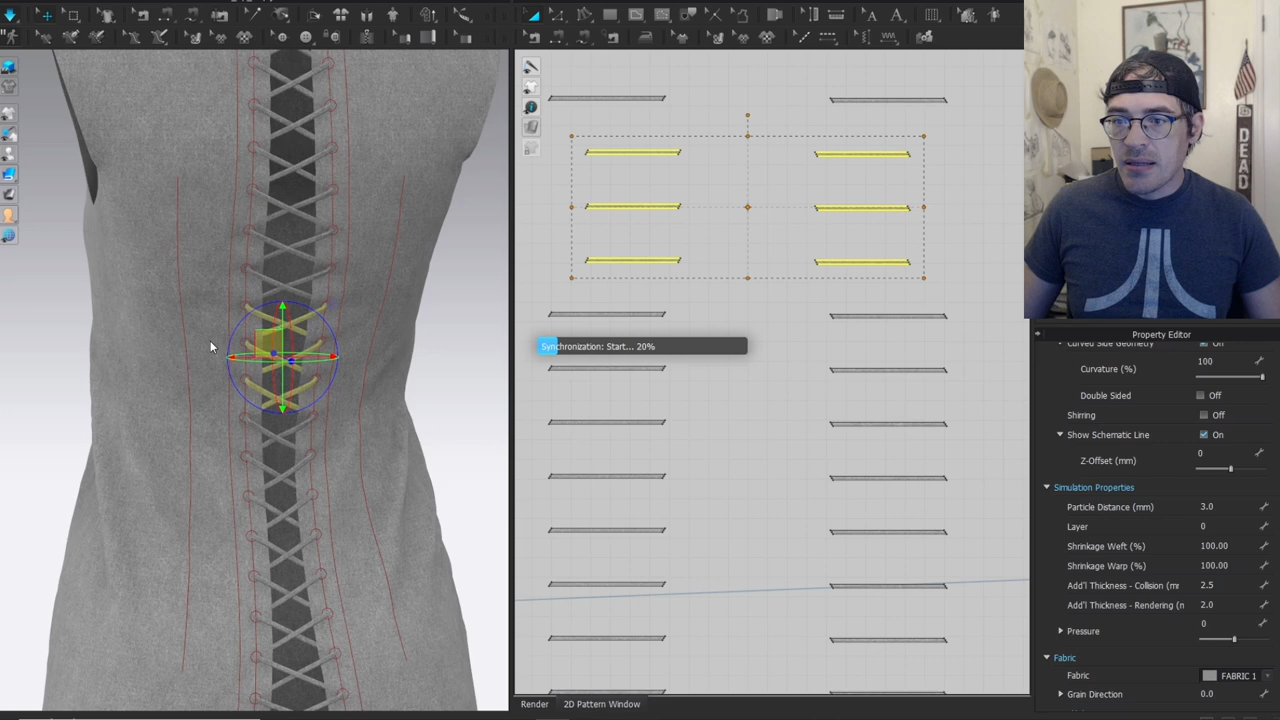 DEAD
Property Editor
Curved Side Geometry On
Curvature (%) 100
Double Sided Off
Shirring Off
Show Schematic Line On
Z-Offset (mm) 0
Simulation Properties
Particle Distance (mm) 3.0
Layer 0
Shrinkage Weft (%) 100.00
Shrinkage Warp (%) 100.00
Add'l Thickness - Collision (mr 2.5
Add'l Thickness - Rendering (n 2.0
Pressure 0
Fabric
Fabric FABRIC 1
Grain Direction 0.0
Synchronization: Start... 20%
Render 2D Pattern Window